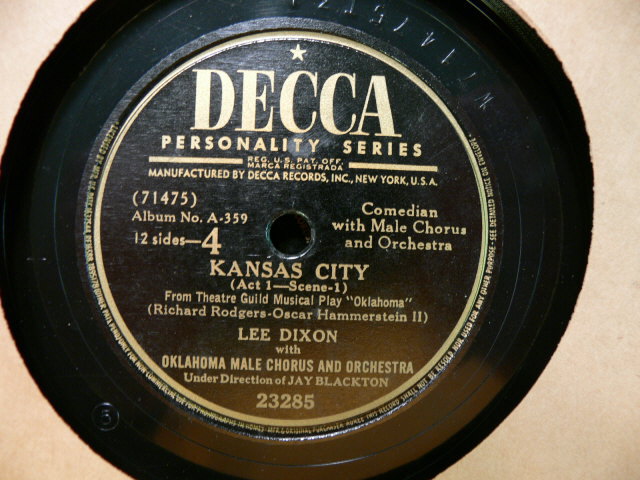 DECCA
PERSONALITY SERIES
REG. U.S. PAT. OFF.
MARCA REGISTRADA
MANUFACTURED BY DECCA RECORDS, INC., NEW YORK, U.S.A.
(71475)
Album No. A-359
12 sides—4
Comedian
with Male Chorus
and Orchestra
KANSAS CITY
(Act 1—Scene-1)
From Theatre Guild Musical Play "Oklahoma"
(Richard Rodgers-Oscar Hammerstein II)
LEE DIXON
with
OKLAHOMA MALE CHORUS AND ORCHESTRA
Under Direction of JAY BLACKTON
23285
5